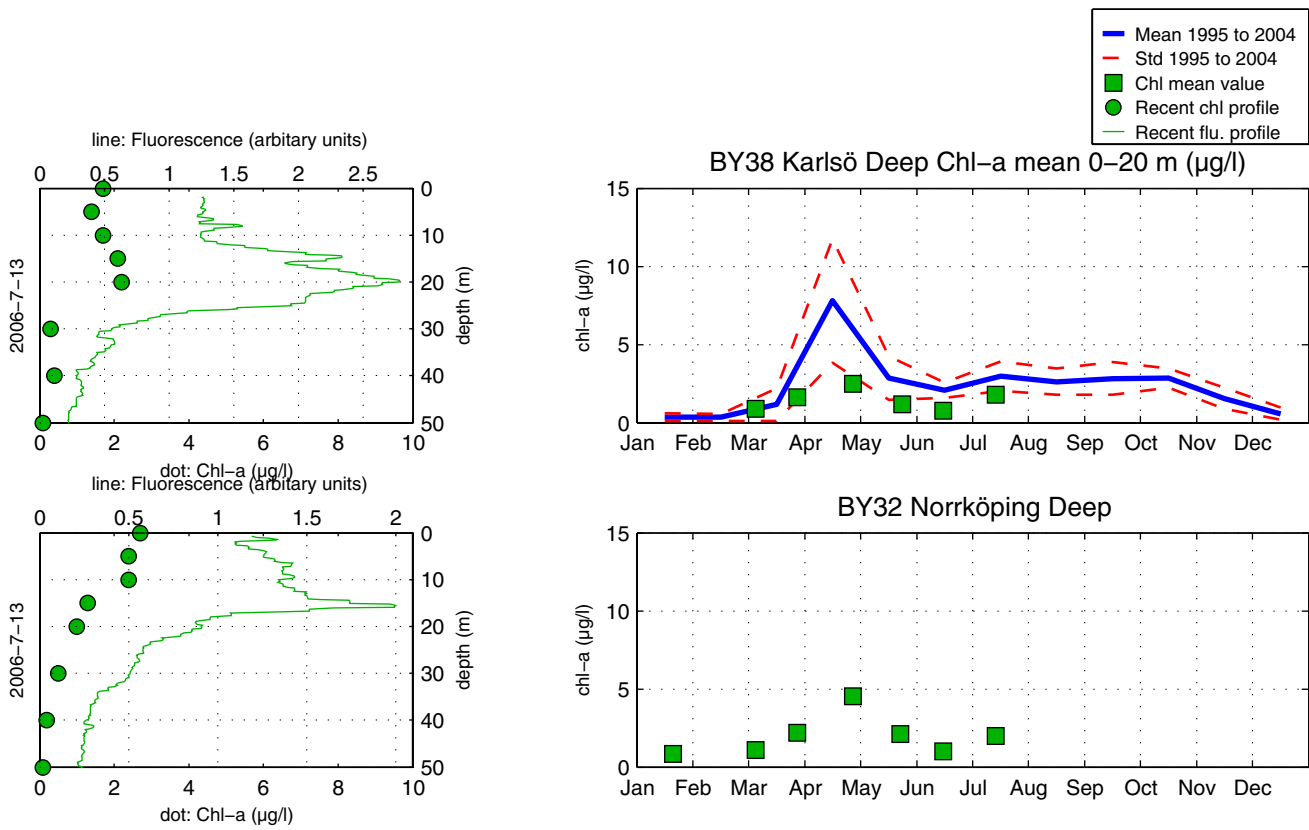 Mean 1995 to 2004
Std 1995 to 2004
Chl mean value
Recent chl profile
Recent flu. profile
line: Fluorescence (arbitary units)
0 0.5 1 1.5 2 2.5
0
10
20
30
40
50
depth (m)
2006−7−13
0 2 4 6 8 10
dot: Chl−a (µg/l)
BY38 Karlsö Deep Chl−a mean 0−20 m (µg/l)
15
10
5
0
chl−a (µg/l)
Jan Feb Mar Apr May Jun Jul Aug Sep Oct Nov Dec
line: Fluorescence (arbitary units)
0 0.5 1 1.5 2
0
10
20
30
40
50
depth (m)
2006−7−13
0 2 4 6 8 10
dot: Chl−a (µg/l)
BY32 Norrköping Deep
15
10
5
0
chl−a (µg/l)
Jan Feb Mar Apr May Jun Jul Aug Sep Oct Nov Dec